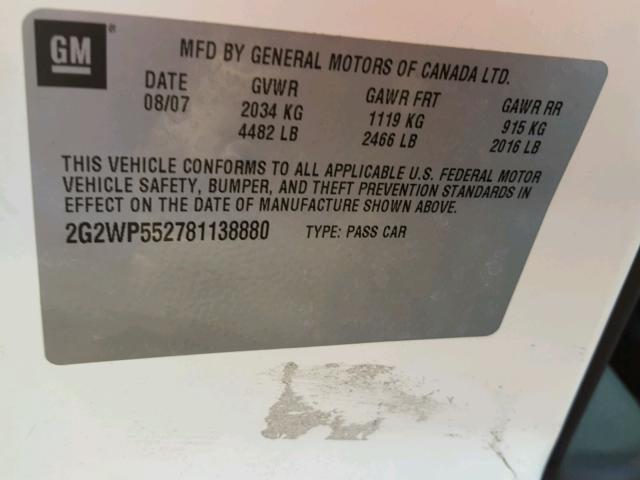 GM®
MFD BY GENERAL MOTORS OF CANADA LTD.
DATE GVWR GAWR FRT GAWR RR
08/07 2034 KG 1119 KG 915 KG
4482 LB 2466 LB 2016 LB
THIS VEHICLE CONFORMS TO ALL APPLICABLE U.S. FEDERAL MOTOR
VEHICLE SAFETY, BUMPER, AND THEFT PREVENTION STANDARDS IN
EFFECT ON THE DATE OF MANUFACTURE SHOWN ABOVE.
2G2WP552781138880 TYPE: PASS CAR